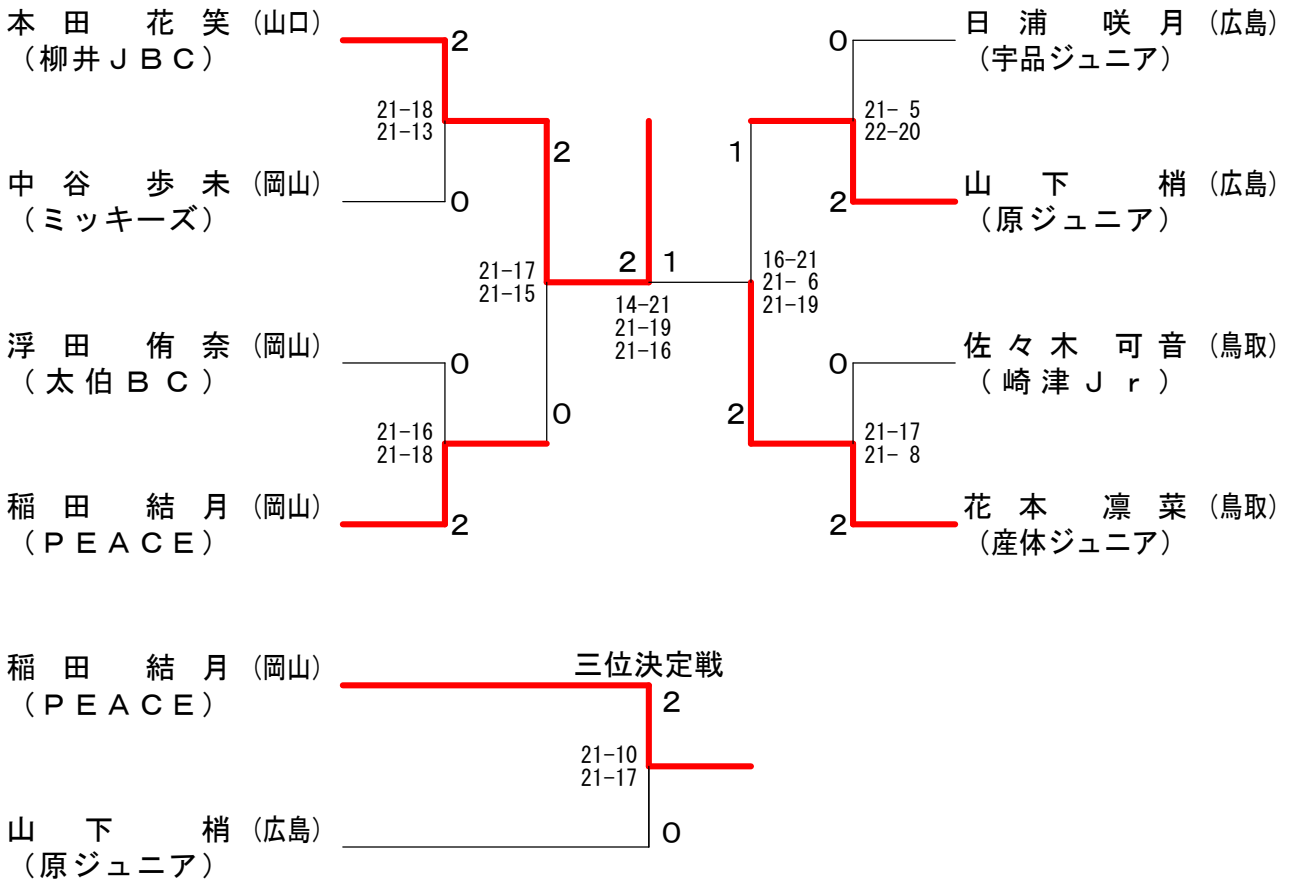 本田 花笑 (山口)
(柳井JBC)
2
21-18
21-13
中谷 歩未 (岡山)
(ミッキーズ)
0
2
21-17
21-15
浮田 侑奈 (岡山)
(太伯BC)
0
21-16
21-18
0
稲田 結月 (岡山)
(PEACE)
2
2 1
14-21
21-19
21-16
日浦 咲月 (広島)
(宇品ジュニア)
0
21- 5
22-20
1
山下 梢 (広島)
(原ジュニア)
2
16-21
21- 6
21-19
佐々木 可音 (鳥取)
(崎津Jr)
0
2
21-17
21- 8
花本 凛菜 (鳥取)
(産体ジュニア)
2
三位決定戦
稲田 結月 (岡山)
(PEACE)
2
21-10
21-17
山下 梢 (広島)
(原ジュニア)
0